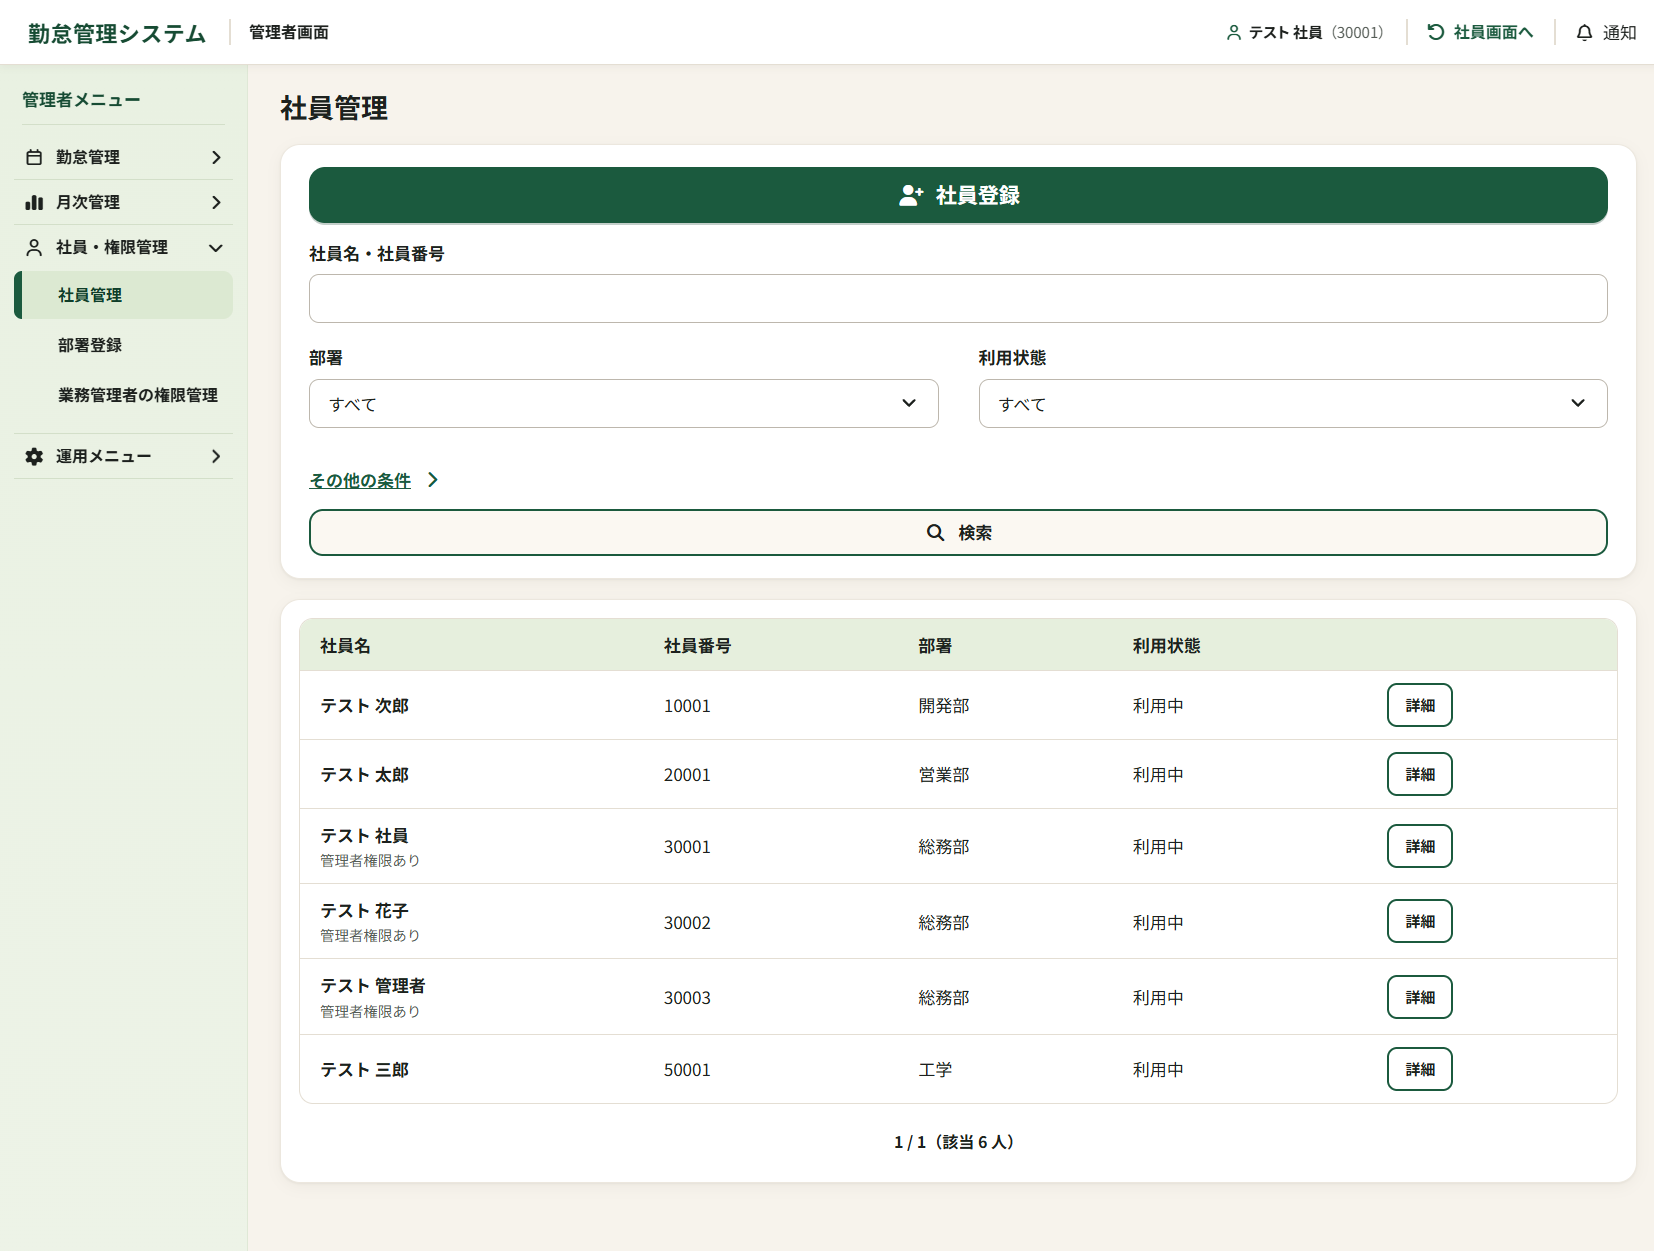 勤怠管理システム
管理者画面
テスト 社員（30001）
社員画面へ
通知
管理者メニュー
勤怠管理
月次管理
社員・権限管理
社員管理
部署登録
業務管理者の権限管理
運用メニュー
社員管理
社員登録
社員名・社員番号
部署
利用状態
すべて
すべて
その他の条件
検索
社員名 社員番号 部署 利用状態
テスト 次郎 10001 開発部 利用中 詳細
テスト 太郎 20001 営業部 利用中 詳細
テスト 社員 30001 総務部 利用中 詳細
管理者権限あり
テスト 花子 30002 総務部 利用中 詳細
管理者権限あり
テスト 管理者 30003 総務部 利用中 詳細
管理者権限あり
テスト 三郎 50001 工学 利用中 詳細
1 / 1（該当 6 人）